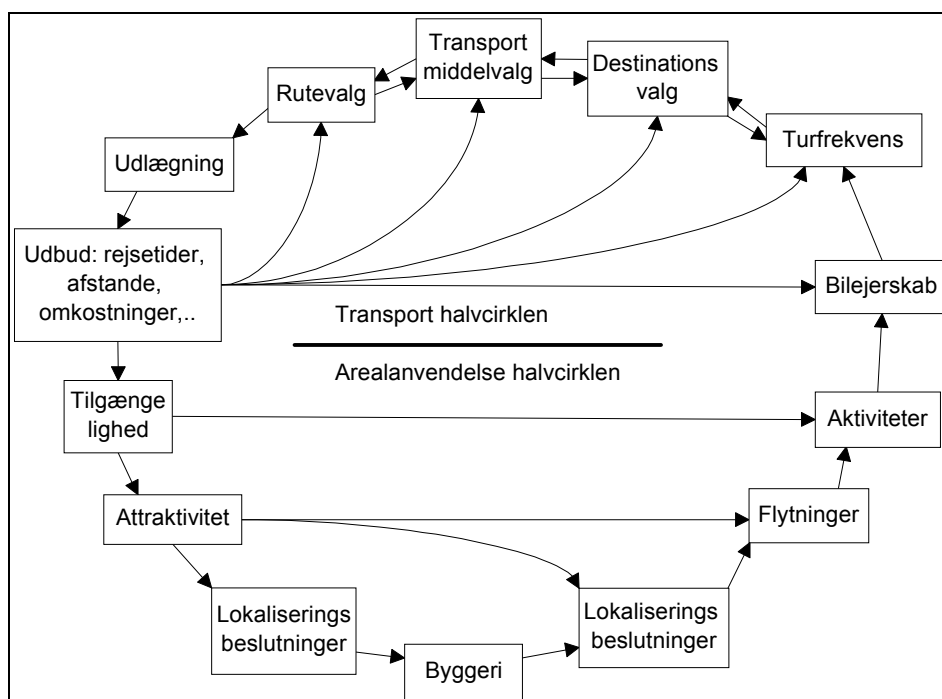 Transport
middelvalg
Destinations
valg
Rutevalg
Turfrekvens
Udlægning
Udbud: rejsetider,
afstande,
omkostninger,..
Bilejerskab
Transport halvcirklen
Arealanvendelse halvcirklen
Tilgænge
lighed
Aktiviteter
Attraktivitet
Flytninger
Lokaliserings
beslutninger
Lokaliserings
beslutninger
Byggeri